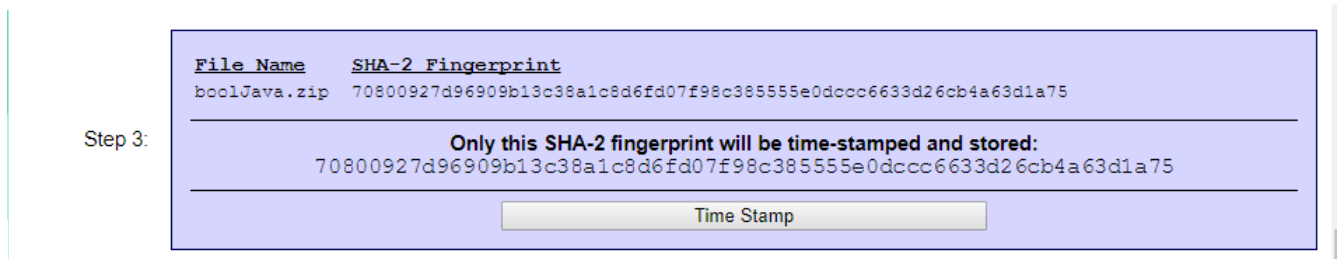 File Name SHA-2 Fingerprint
boolJava.zip 70800927d96909b13c38a1c8d6fd07f98c385555e0dccc6633d26cb4a63d1a75
Step 3:
Only this SHA-2 fingerprint will be time-stamped and stored:
70800927d96909b13c38a1c8d6fd07f98c385555e0dccc6633d26cb4a63d1a75
Time Stamp